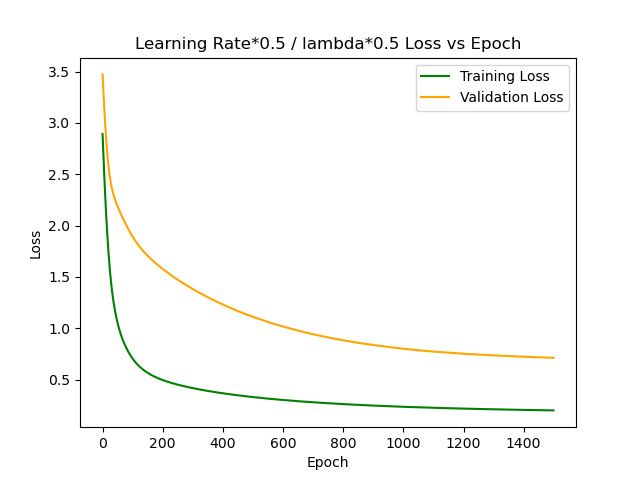 Learning Rate*0.5 / lambda*0.5 Loss vs Epoch
Training Loss
Validation Loss
3.5
3.0
2.5
2.0
1.5
1.0
0.5
Loss
0 200 400 600 800 1000 1200 1400
Epoch